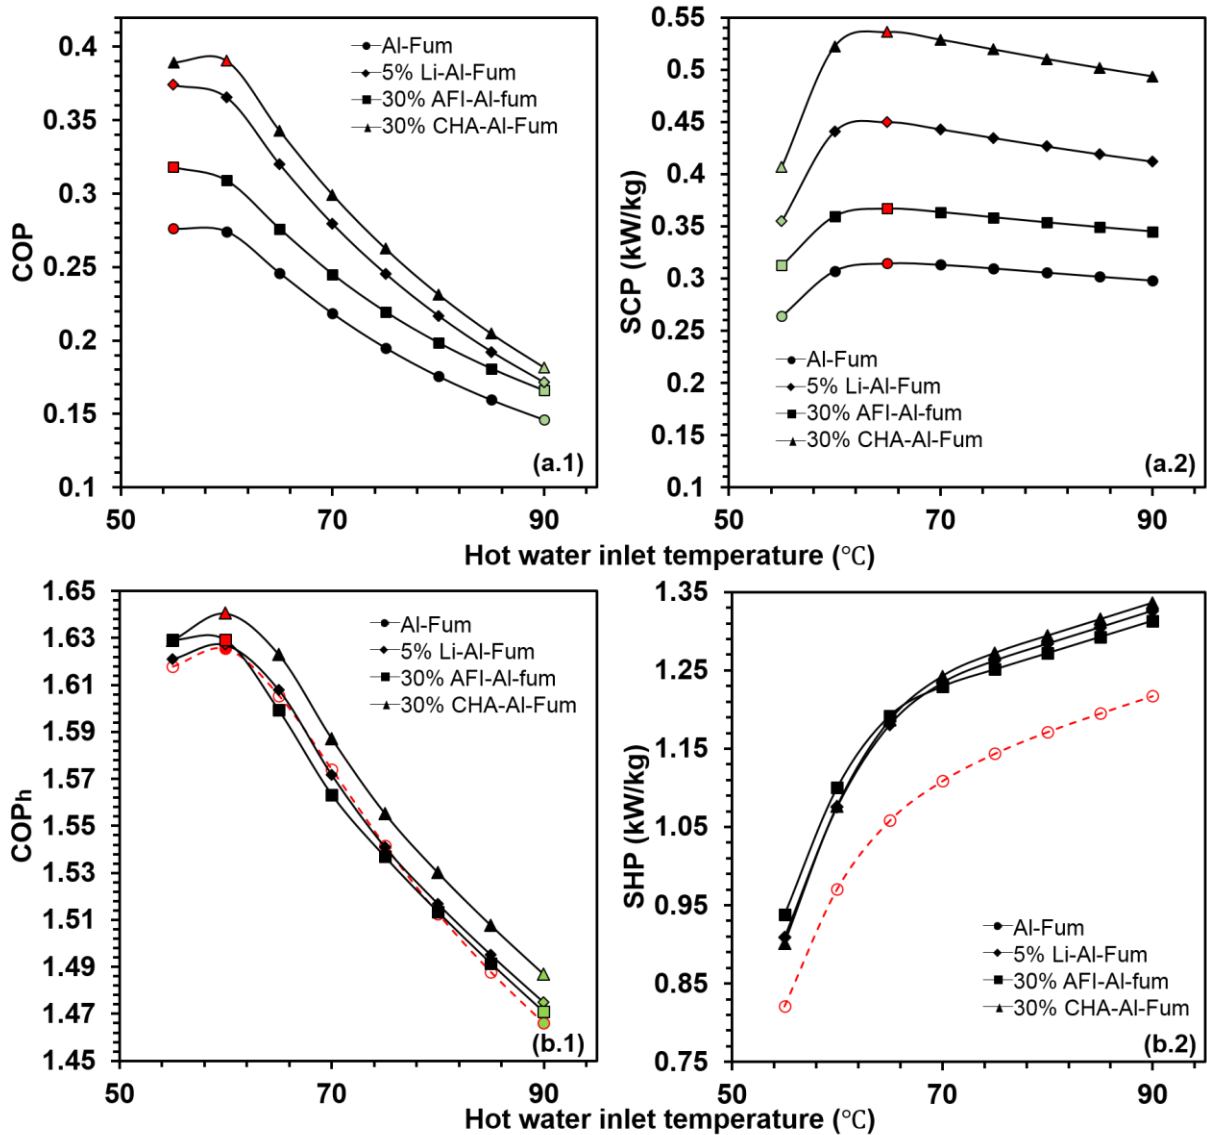 COP
0.4
0.35
0.3
0.25
0.2
0.15
0.1
50
70
90
Al-Fum
5% Li-Al-Fum
30% AFI-Al-fum
30% CHA-Al-Fum
(a.1)
SCP (kW/kg)
0.55
0.5
0.45
0.4
0.35
0.3
0.25
0.2
0.15
0.1
50
70
90
Al-Fum
5% Li-Al-Fum
30% AFI-Al-fum
30% CHA-Al-Fum
(a.2)
Hot water inlet temperature (℃)
COPh
1.65
1.63
1.61
1.59
1.57
1.55
1.53
1.51
1.49
1.47
1.45
50
70
90
Al-Fum
5% Li-Al-Fum
30% AFI-Al-fum
30% CHA-Al-Fum
(b.1)
SHP (kW/kg)
1.35
1.25
1.15
1.05
0.95
0.85
0.75
50
70
90
Al-Fum
5% Li-Al-Fum
30% AFI-Al-fum
30% CHA-Al-Fum
(b.2)
Hot water inlet temperature (℃)